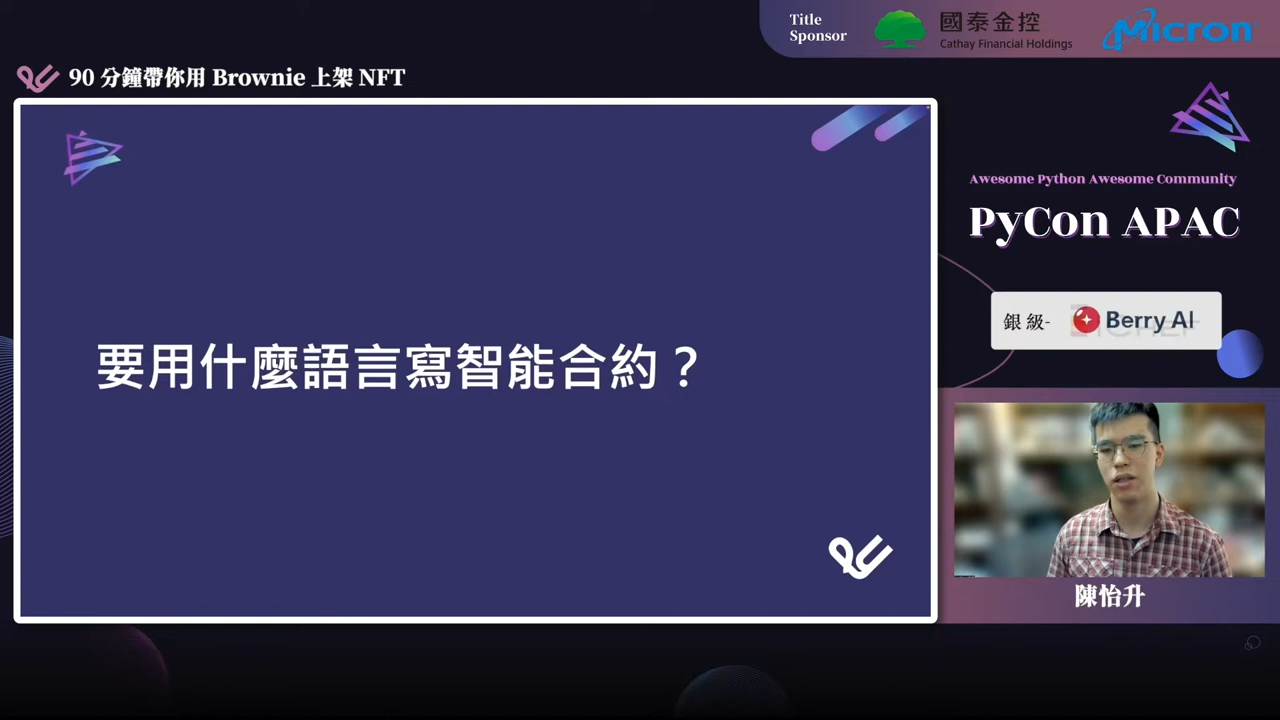 Title
Sponsor
國泰金控
Cathay Financial Holdings
Micron
90 分鐘帶你用 Brownie 上架 NFT
Awesome Python Awesome Community
PyCon APAC
銀級-
Berry AI
要用什麼語言寫智能合約？
陳怡升